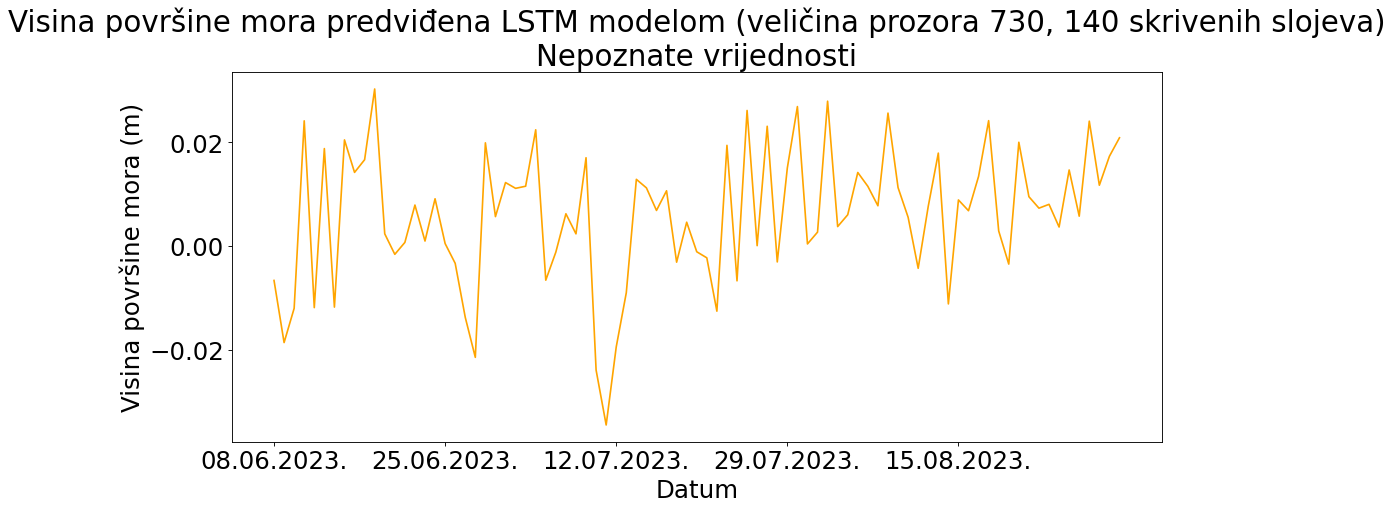 Visina površine mora predviđena LSTM modelom (veličina prozora 730, 140 skrivenih slojeva)
Nepoznate vrijednosti
Visina površine mora (m)
0.02
0.00
−0.02
08.06.2023. 25.06.2023. 12.07.2023. 29.07.2023. 15.08.2023.
Datum